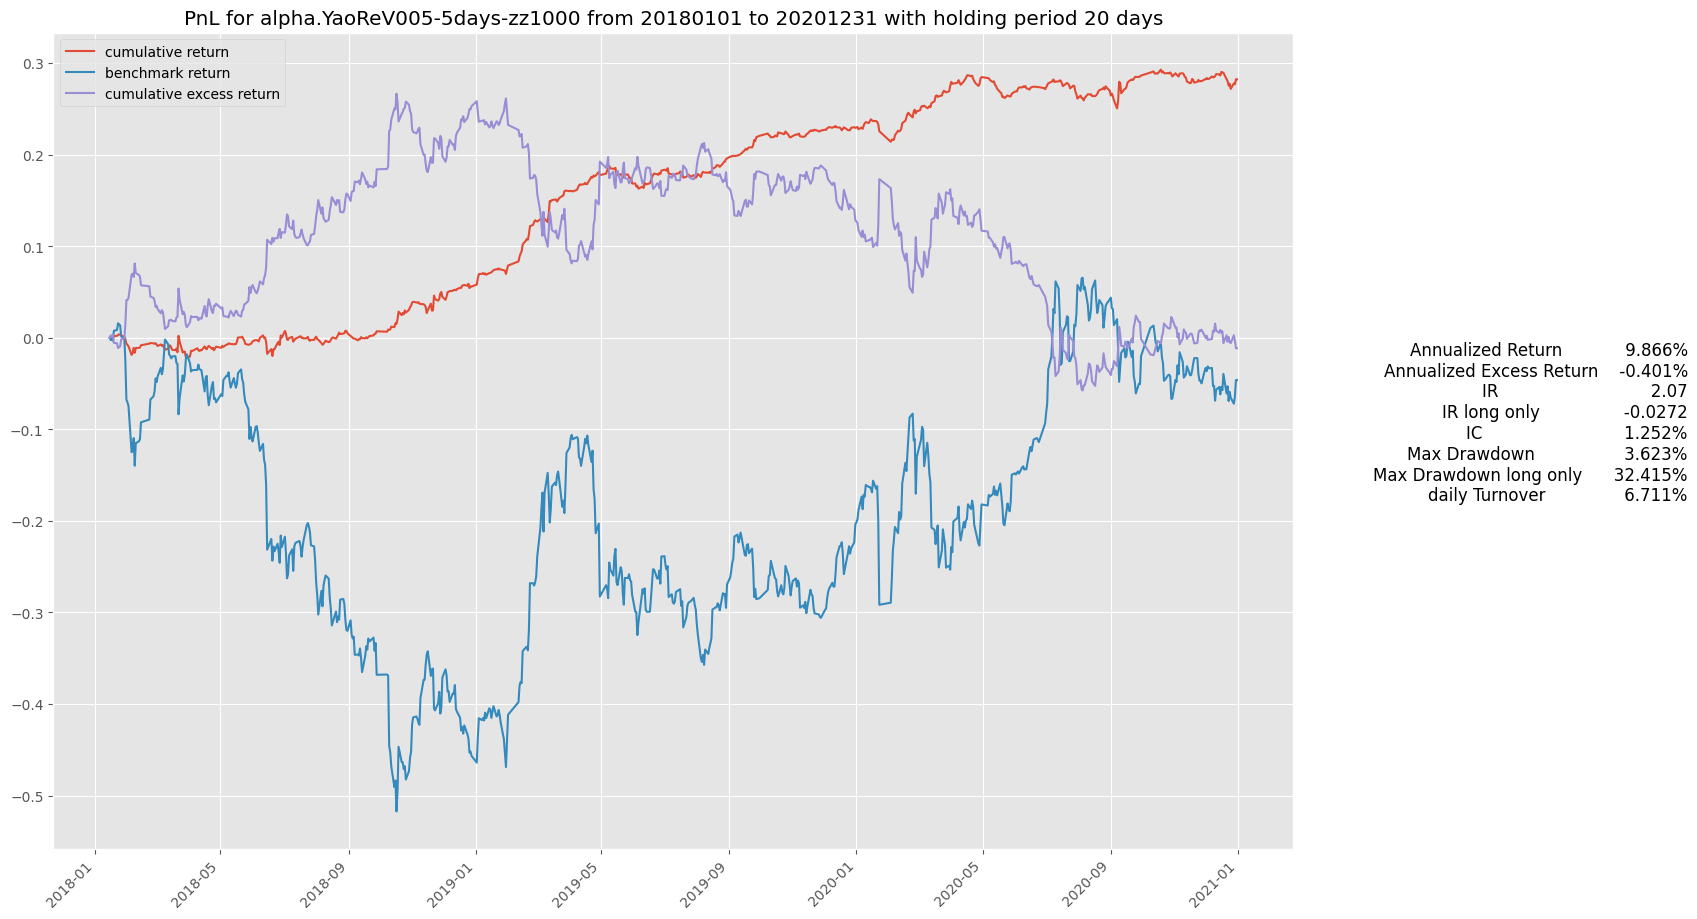 PnL for alpha.YaoReV005-5days-zz1000 from 20180101 to 20201231 with holding period 20 days
cumulative return
benchmark return
cumulative excess return
0.3
0.2
0.1
0.0
−0.1
−0.2
−0.3
−0.4
−0.5
2018-01
2018-05
2018-09
2019-01
2019-05
2019-09
2020-01
2020-05
2020-09
2021-01
Annualized Return 9.866%
Annualized Excess Return -0.401%
IR 2.07
IR long only -0.0272
IC 1.252%
Max Drawdown 3.623%
Max Drawdown long only 32.415%
daily Turnover 6.711%